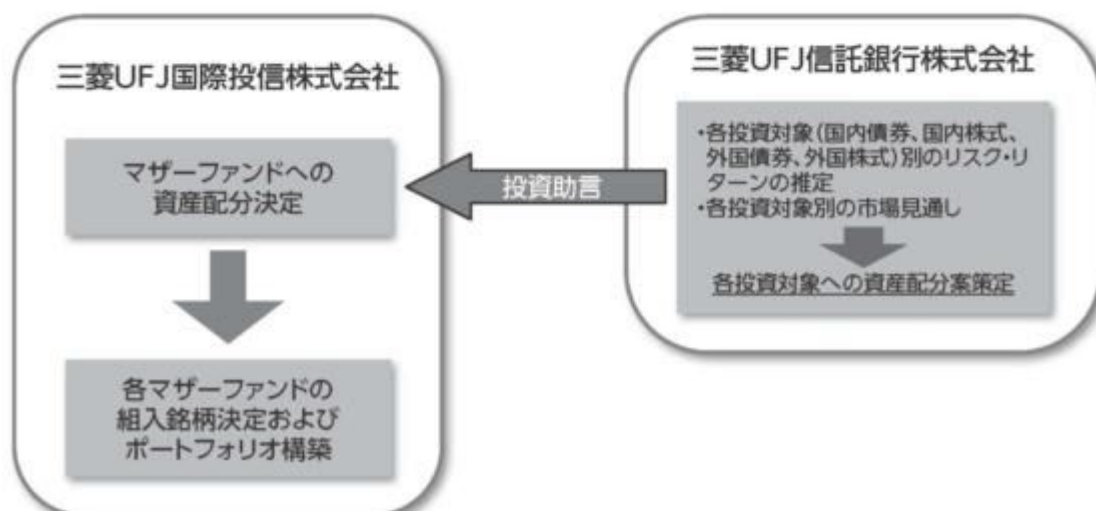 三菱UFJ国際投信株式会社
マザーファンドへの
資産配分決定
各マザーファンドの
組入銘柄決定および
ポートフォリオ構築
投資助言
三菱UFJ信託銀行株式会社
・各投資対象(国内債券、国内株式、
外国債券、外国株式)別のリスク・リ
ターンの推定
・各投資対象別の市場見通し
各投資対象への資産配分案策定